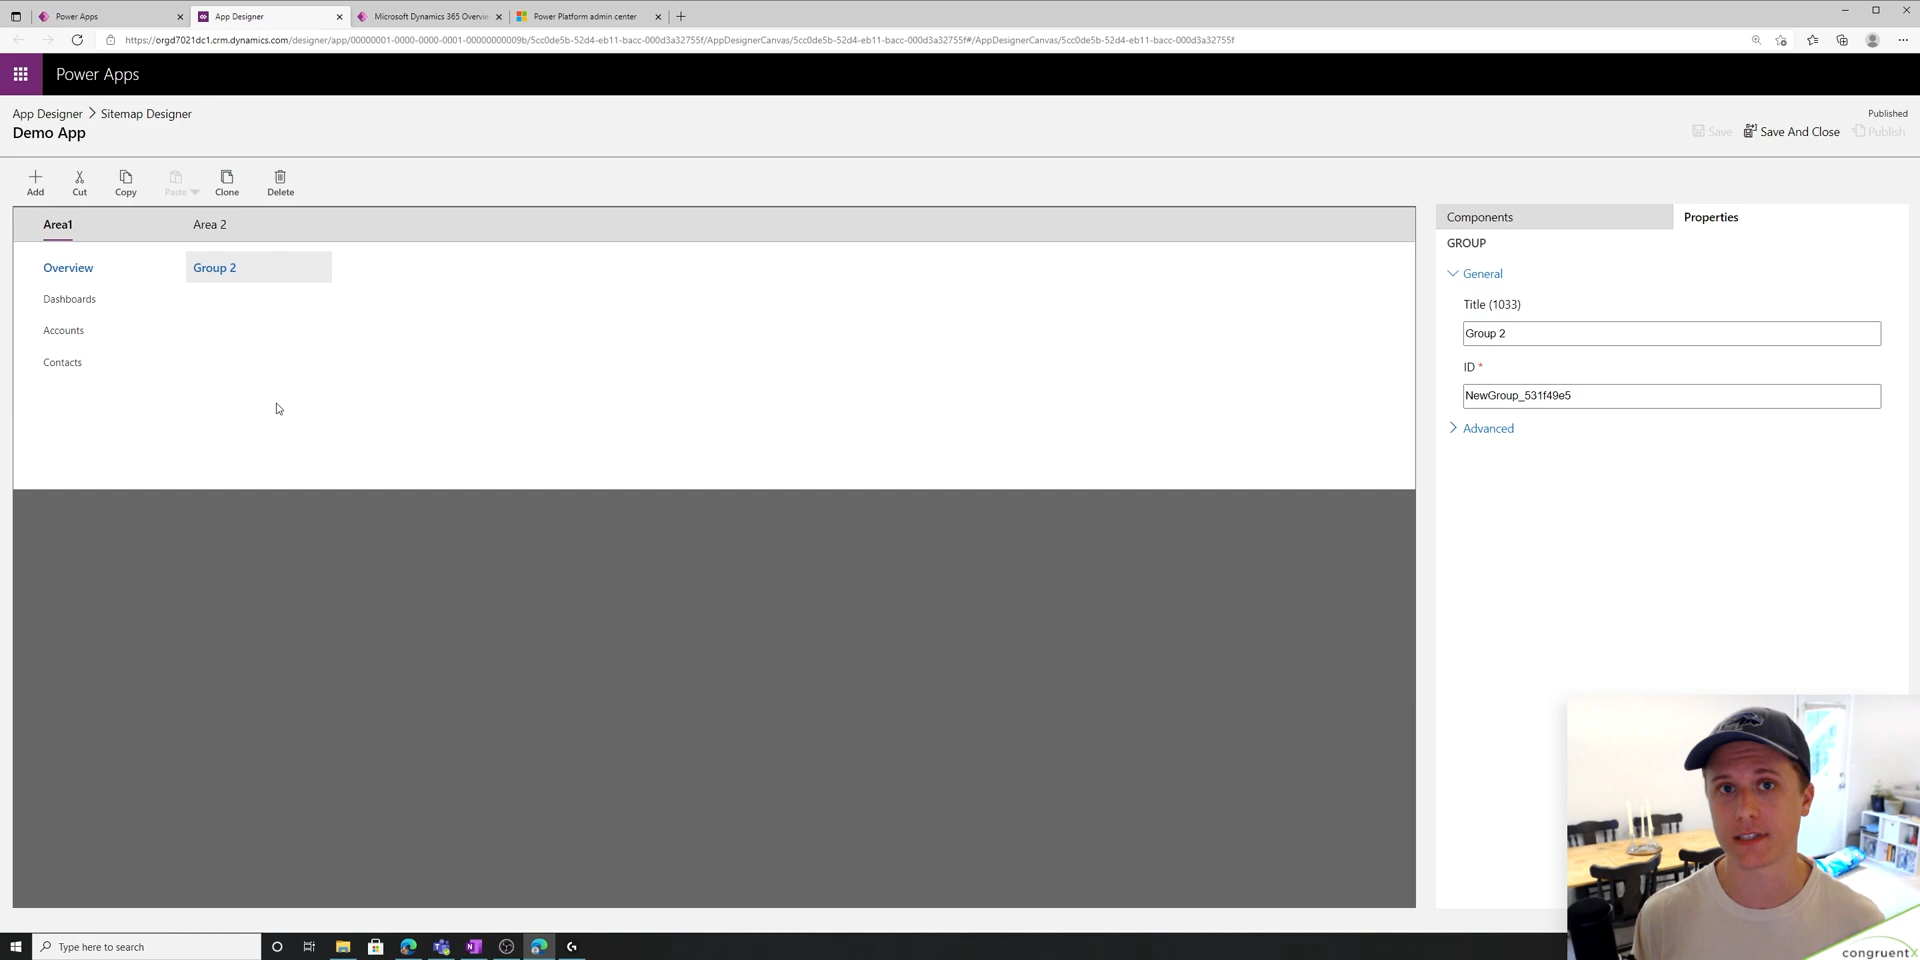 Power Apps
App Designer
Microsoft Dynamics 365 Overvie
Power Platform admin center
https://orgd7021dc1.crm.dynamics.com/designer/app/00000001-0000-0000-0001-00000000009b/5cc0de5b-52d4-eb11-bacc-000d3a32755f/AppDesignerCanvas/5cc0de5b-52d4-eb11-bacc-000d3a32755f#/AppDesignerCanvas/5cc0de5b-52d4-eb11-bacc-000d3a32755f
Power Apps
App Designer > Sitemap Designer
Demo App
Published
Save
Save And Close
Publish
Add
Cut
Copy
Paste
Clone
Delete
Area1
Area 2
Overview
Group 2
Dashboards
Accounts
Contacts
Components
Properties
GROUP
General
Title (1033)
Group 2
ID *
NewGroup_531f49e5
Advanced
Type here to search
congruentX